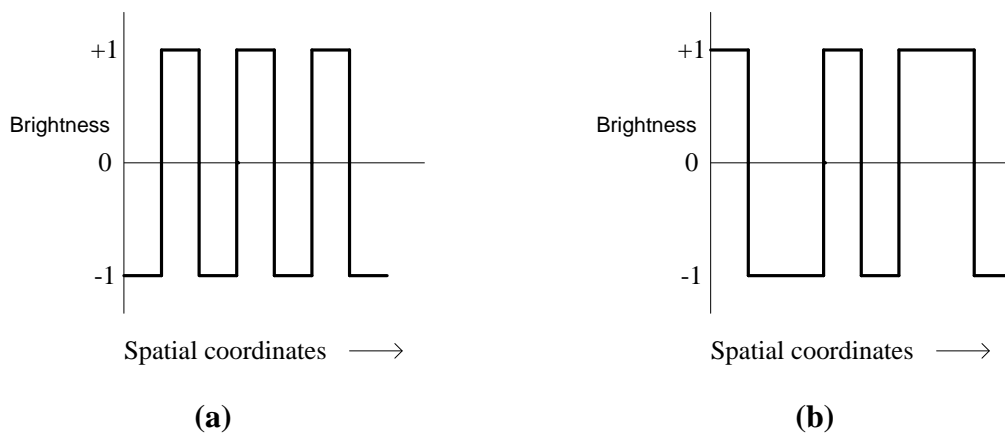 +1
Brightness
0
-1
Spatial coordinates
(a)
+1
Brightness
0
-1
Spatial coordinates
(b)